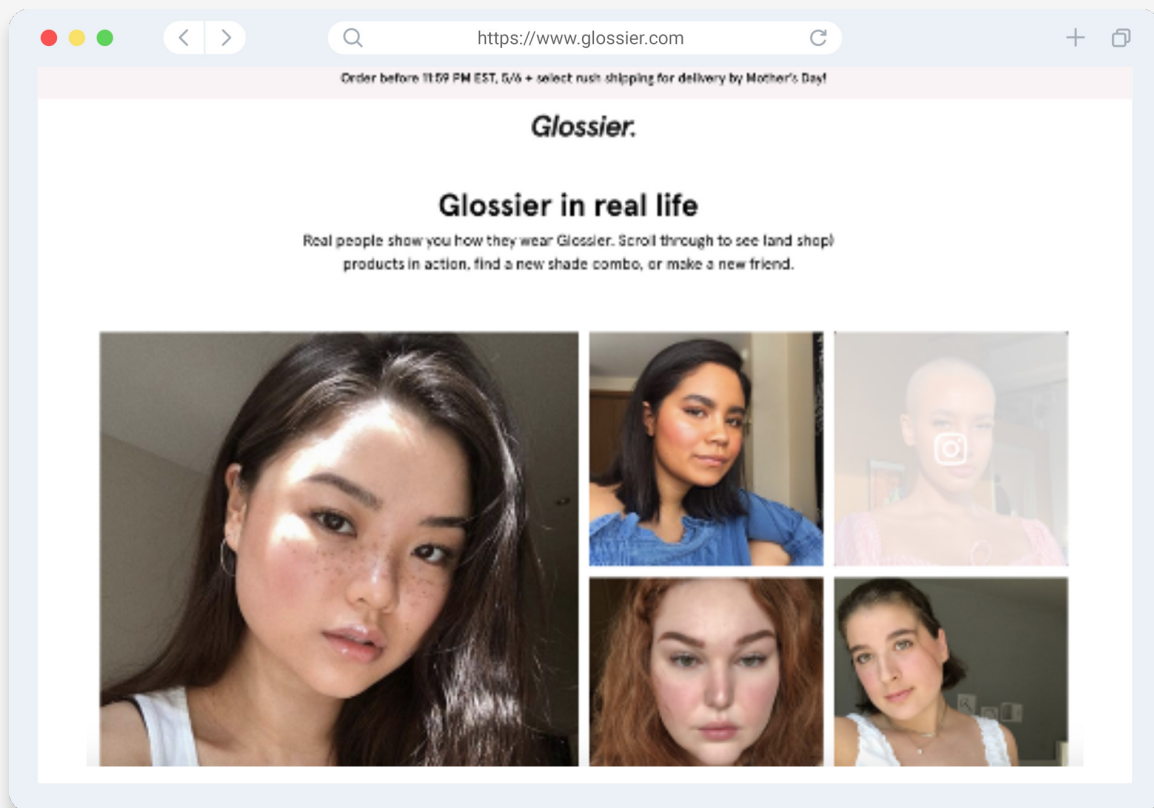 https://www.glossier.com
Order before 11:59 PM EST, 5/6 + select rush shipping for delivery by Mother's Day!
Glossier.
Glossier in real life
Real people show you how they wear Glossier. Scroll through to see (and shop)
products in action, find a new shade combo, or make a new friend.